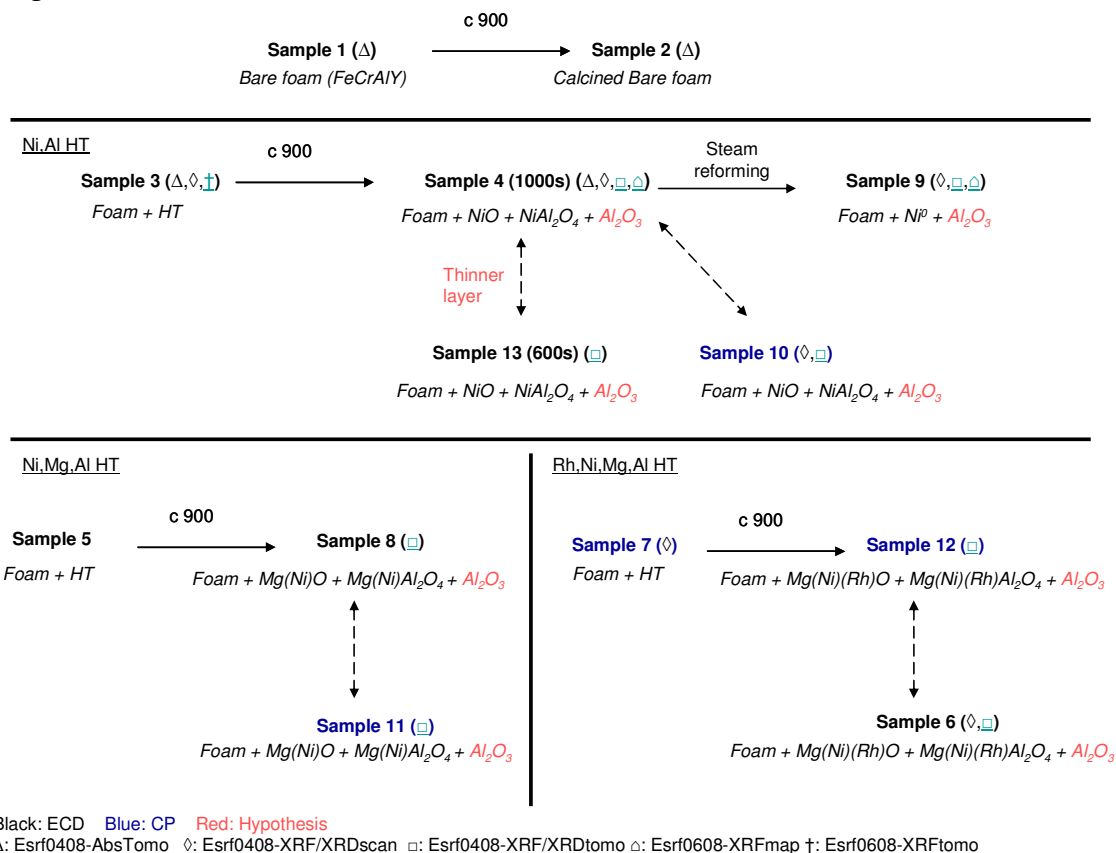 c 900
Sample 1 (Δ) Sample 2 (Δ)
Bare foam (FeCrAlY) Calcined Bare foam
Ni,Al HT
c 900 Steam
reforming
Sample 3 (Δ,◊,†) Sample 4 (1000s) (Δ,◊,□,⌂) Sample 9 (◊,□,⌂)
Foam + HT Foam + NiO + NiAl₂O₄ + Al₂O₃ Foam + Ni⁰ + Al₂O₃
Thinner
layer
Sample 13 (600s) (□) Sample 10 (◊,□)
Foam + NiO + NiAl₂O₄ + Al₂O₃ Foam + NiO + NiAl₂O₄ + Al₂O₃
Ni,Mg,Al HT
c 900
Sample 5 Sample 8 (□)
Foam + HT Foam + Mg(Ni)O + Mg(Ni)Al₂O₄ + Al₂O₃
Sample 11 (□)
Foam + Mg(Ni)O + Mg(Ni)Al₂O₄ + Al₂O₃
Rh,Ni,Mg,Al HT
c 900
Sample 7 (◊) Sample 12 (□)
Foam + HT Foam + Mg(Ni)(Rh)O + Mg(Ni)(Rh)Al₂O₄ + Al₂O₃
Sample 6 (◊,□)
Foam + Mg(Ni)(Rh)O + Mg(Ni)(Rh)Al₂O₄ + Al₂O₃
Black: ECD Blue: CP Red: Hypothesis
Δ: Esrf0408-AbsTomo ◊: Esrf0408-XRF/XRDscan □: Esrf0408-XRF/XRDtomo ⌂: Esrf0608-XRFmap †: Esrf0608-XRFtomo